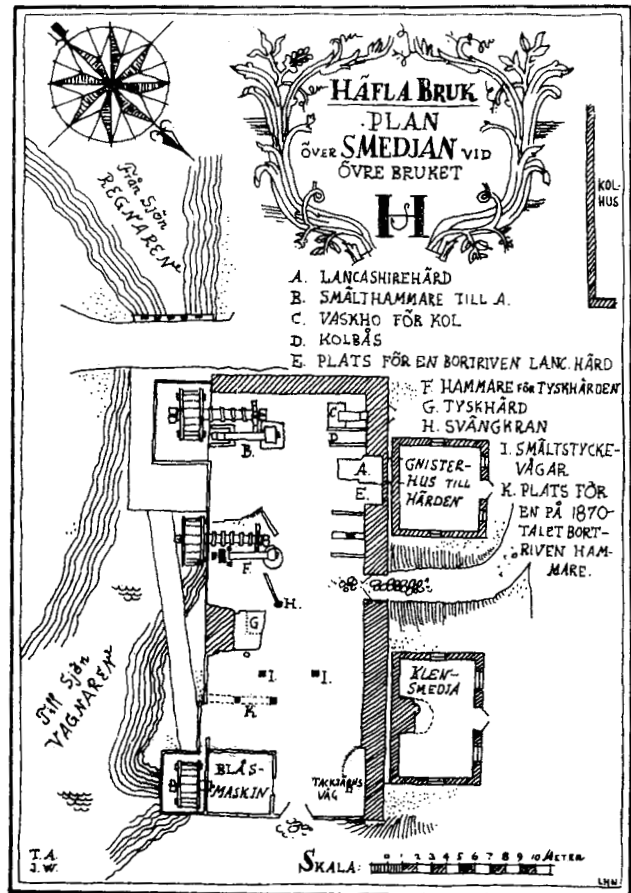 HÄFLA BRUK
PLAN
ÖVER SMEDJAN VID
ÖVRE BRUKET
H
Från Sjön
REGNAREN
KOL-
HUS
A. LANCASHIREHÄRD
B. SMÄLTHAMMARE TILL A.
C. VASKHO FÖR KOL
D. KOLBÅS
E. PLATS FÖR EN BORTRIVEN LANC. HÄRD
F. HAMMARE FÖR TYSKHÄRDEN
G. TYSKHÄRD
H. SVÄNGKRAN
I. SMÄLTSTYCKE-
VÅGAR
K. PLATS FÖR
EN PÅ 1870-
TALET BORT-
RIVEN HAM-
MARE.
C
D
B.
A.
E.
GNISTER-
HUS TILL
HÄRDEN
F.
H.
G
I.
I.
K
Till Sjön
VAGNAREN
KLEN-
SMEDJA
BLÅS-
MASKIN
TACKJÄRNS
VÅG
T.A.
J.W.
SKALA: 0 1 2 3 4 5 6 7 8 9 10 METER
LHN